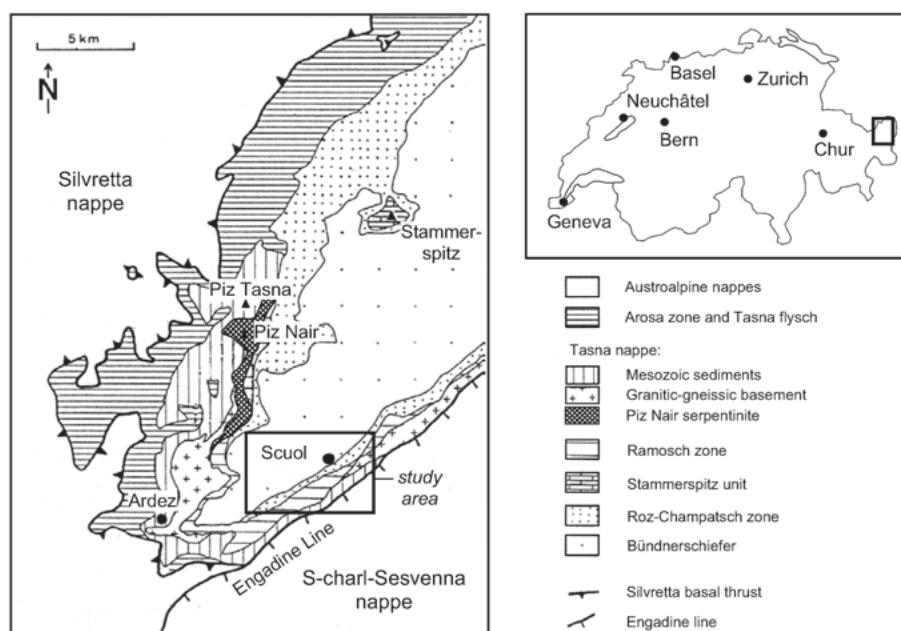 5 km
N
Silvretta
nappe
Stammer-
spitz
Piz Tasna
Piz Nair
Scuol
study
area
Ardez
Engadine Line
S-charl-Sesvenna
nappe
Basel
Zurich
Neuchâtel
Bern
Chur
Geneva
Austroalpine nappes
Arosa zone and Tasna flysch
Tasna nappe:
Mesozoic sediments
Granitic-gneissic basement
Piz Nair serpentinite
Ramosch zone
Stammerspitz unit
Roz-Champatsch zone
Bündnerschiefer
Silvretta basal thrust
Engadine line